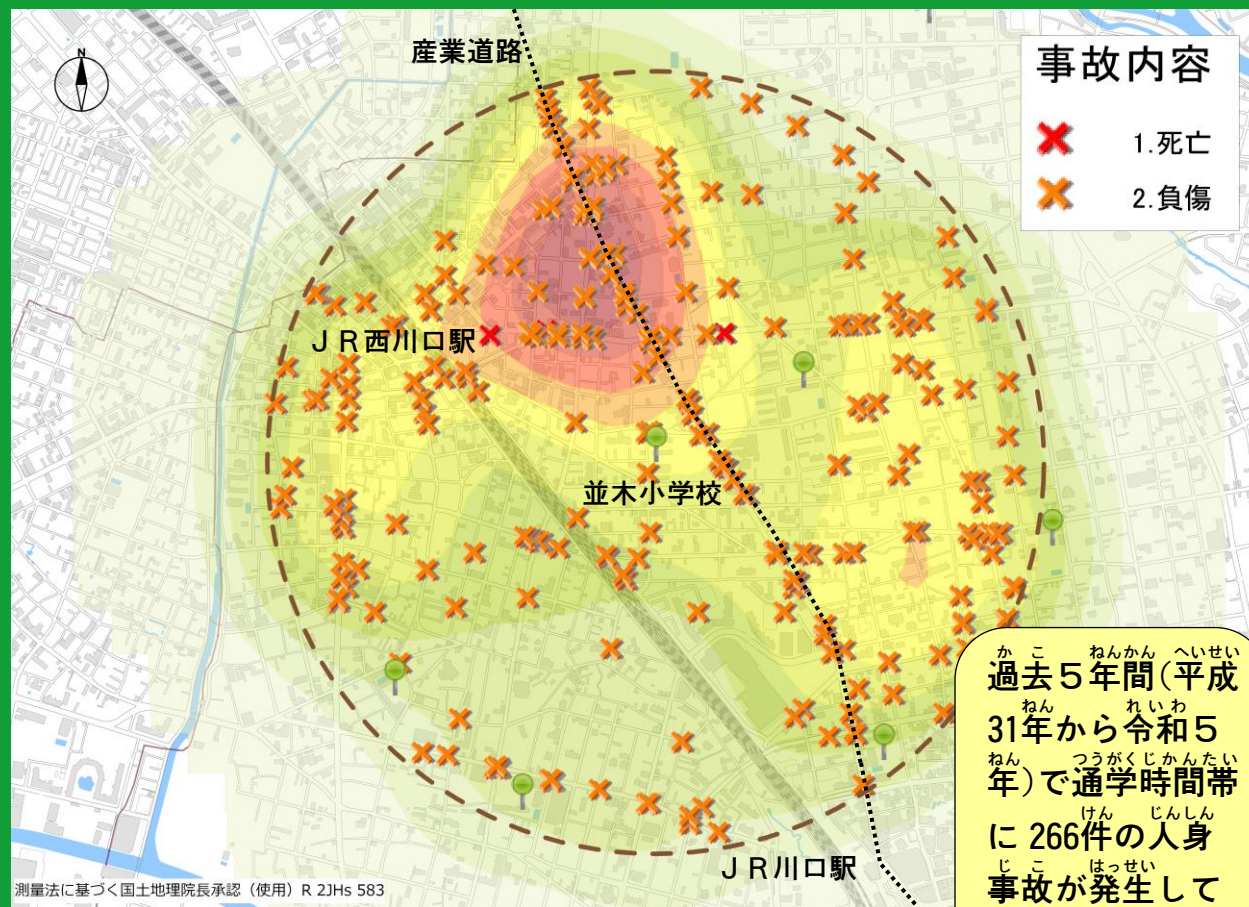 N
産業道路
事故内容
1.死亡
2.負傷
JR西川口駅
並木小学校
JR川口駅
過去5年間(平成
31年から令和5
年)で通学時間帯
に266件の人身
事故が発生して
かこ ねんかん へいせい
ねん れいわ
ねん つうがくじかんたい
けん じんしん
じこ はっせい
測量法に基づく国土地理院長承認(使用)R 2JHs 583